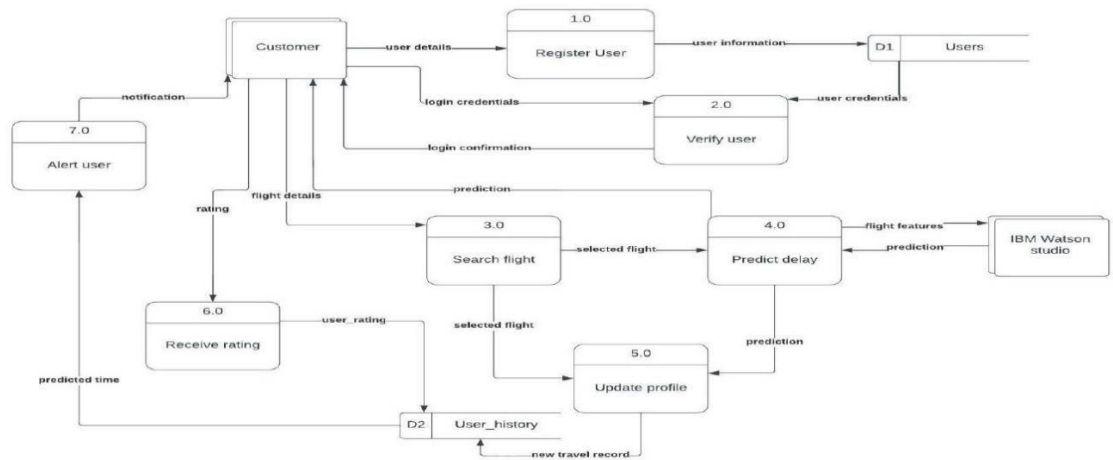 1.0
Customer
user details
Register User
user information
D1
Users
notification
login credentials
user credentials
2.0
7.0
Verify user
Alert user
login confirmation
prediction
rating
flight details
3.0
4.0
flight features
selected flight
prediction
IBM Watson
studio
Search flight
Predict delay
6.0
user_rating
selected flight
Receive rating
prediction
5.0
predicted time
Update profile
D2
User_history
new travel record